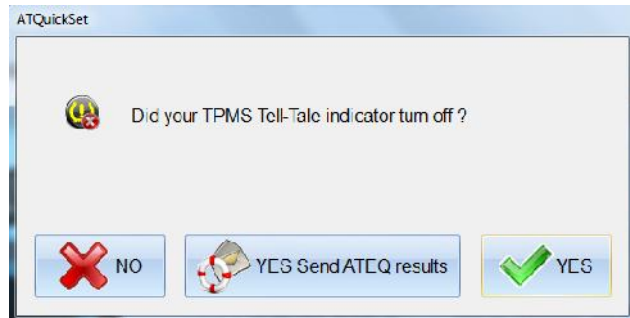 ATQuickSet
Did your TPMS Tell-Tale indicator turn off ?
NO
YES Send ATEQ results
YES